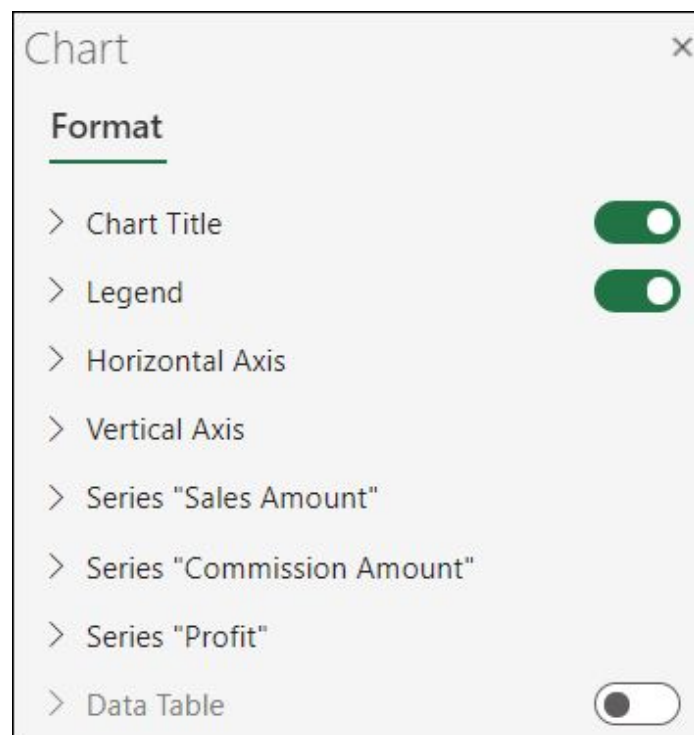 Chart
Format
Chart Title
Legend
Horizontal Axis
Vertical Axis
Series "Sales Amount"
Series "Commission Amount"
Series "Profit"
Data Table